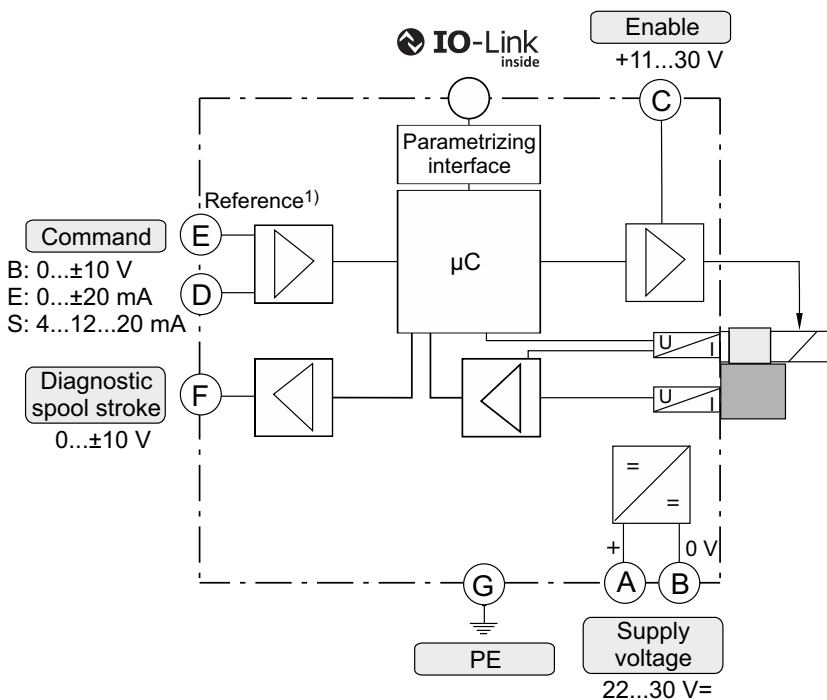 IO-Link
inside
Enable
+11...30 V
C
Parametrizing
interface
Reference1)
Command
E
B: 0...±10 V
E: 0...±20 mA
S: 4...12...20 mA
D
µC
U
I
Diagnostic
spool stroke
0...±10 V
F
U
I
=
=
+
0 V
G
A
B
PE
Supply
voltage
22...30 V=